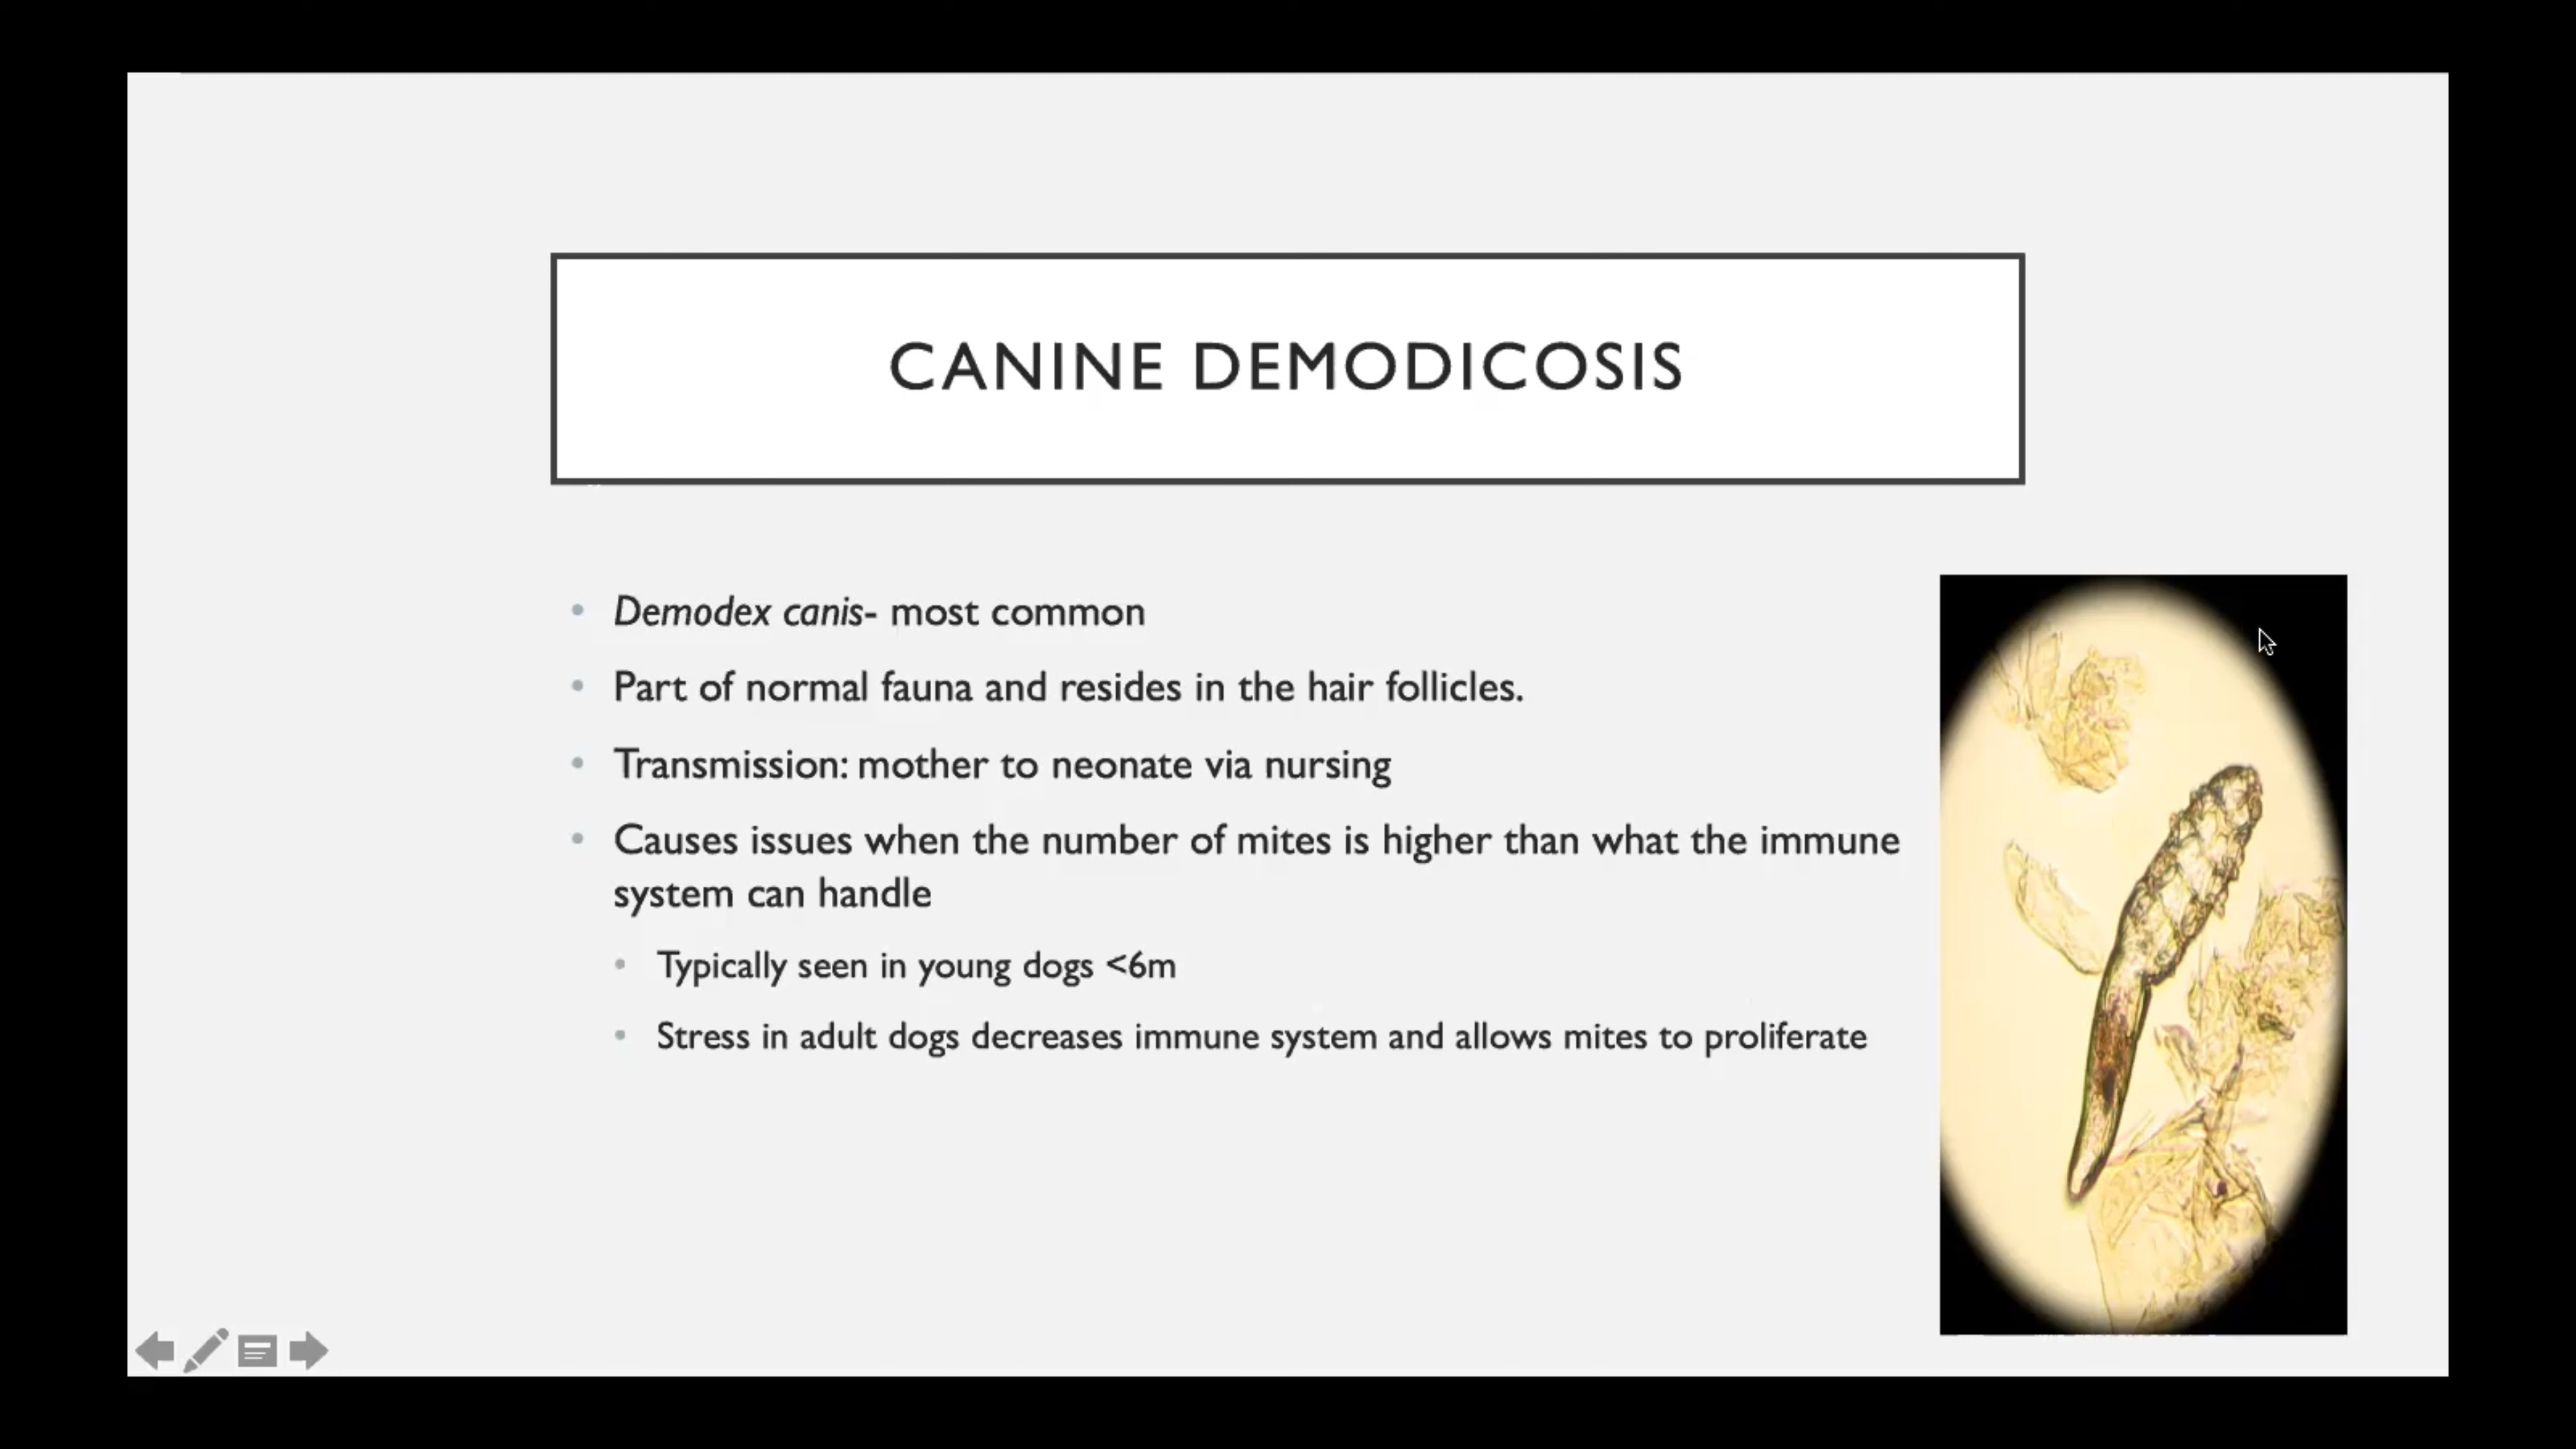 CANINE DEMODICOSIS
Demodex canis- most common
Part of normal fauna and resides in the hair follicles.
Transmission: mother to neonate via nursing
Causes issues when the number of mites is higher than what the immune
system can handle
Typically seen in young dogs <6m
Stress in adult dogs decreases immune system and allows mites to proliferate